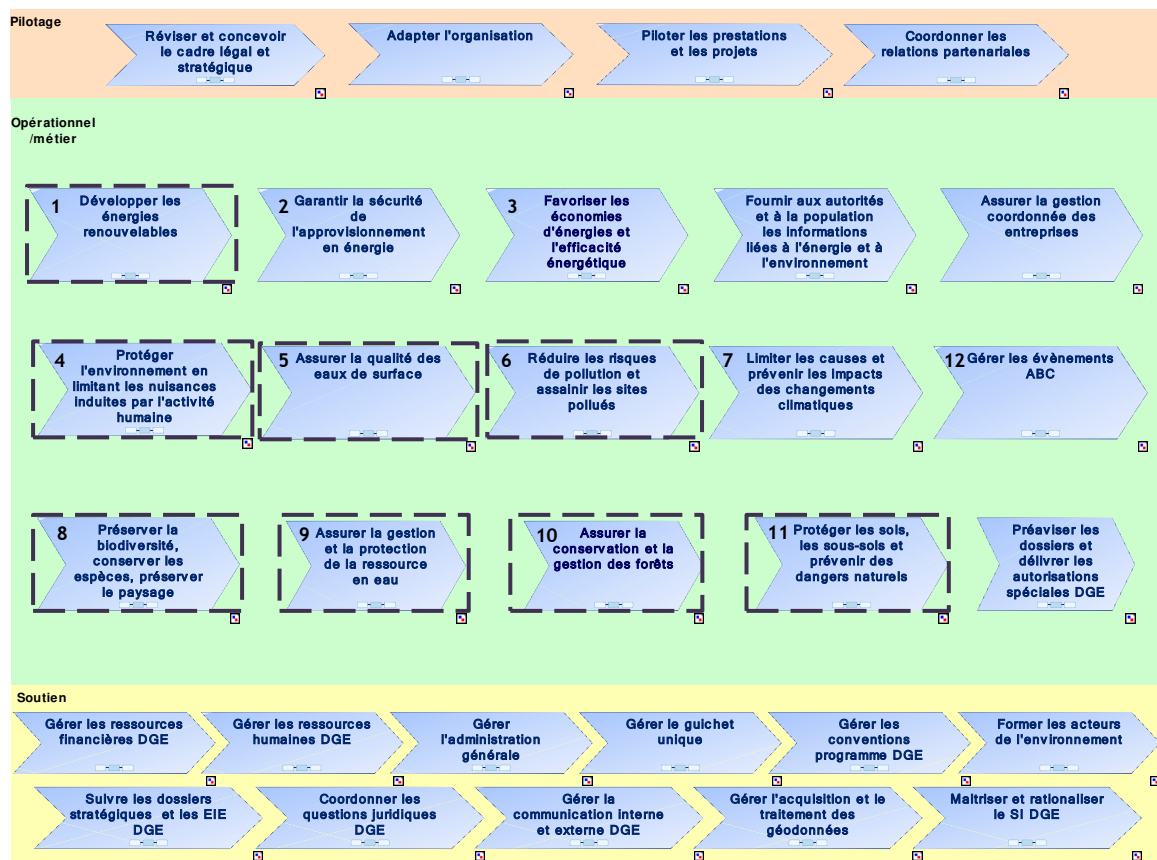 Pilotage
Réviser et concevoir
le cadre légal et
stratégique
Adapter l'organisation
Piloter les prestations
et les projets
Coordonner les
relations partenariales
Opérationnel
/métier
1
Développer les
énergies
renouvelables
2
Garantir la sécurité
de
l'approvisionnement
en énergie
3
Favoriser les
économies
d'énergies et
l'efficacité
énergétique
Fournir aux autorités
et à la population
les informations
liées à l'énergie et à
l'environnement
Assurer la gestion
coordonnée des
entreprises
4
Protéger
l'environnement en
limitant les nuisances
induites par l'activité
humaine
5
Assurer la qualité des
eaux de surface
6
Réduire les risques
de pollution et
assainir les sites
pollués
7
Limiter les causes et
prévenir les impacts
des changements
climatiques
12
Gérer les évènements
ABC
8
Préserver la
biodiversité,
conserver les
espèces, préserver
le paysage
9
Assurer la gestion
et la protection
de la ressource
en eau
10
Assurer la
conservation et la
gestion des forêts
11
Protéger les sols,
les sous-sols et
prévenir des
dangers naturels
Préaviser les
dossiers et
délivrer les
autorisations
spéciales DGE
Soutien
Gérer les ressources
financières DGE
Gérer les ressources
humaines DGE
Gérer
l'administration
générale
Gérer le guichet
unique
Gérer les
conventions
programme DGE
Former les acteurs
de l'environnement
Suivre les dossiers
stratégiques et les EIE
DGE
Coordonner les
questions juridiques
DGE
Gérer la
communication interne
et externe DGE
Gérer l'acquisition et le
traitement des
géodonnées
Maîtriser et rationaliser
le SI DGE